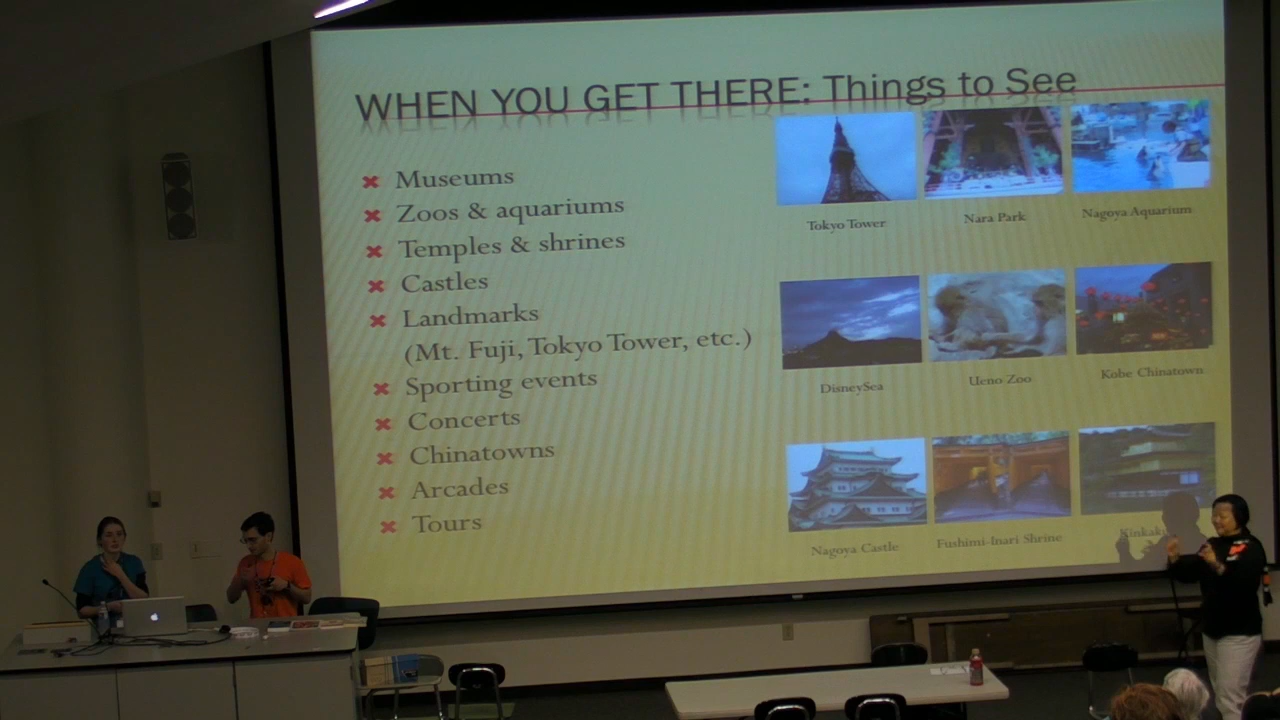 WHEN YOU GET THERE: Things to See
Museums
Zoos & aquariums
Temples & shrines
Castles
Landmarks
(Mt. Fuji, Tokyo Tower, etc.)
Sporting events
Concerts
Chinatowns
Arcades
Tours
Tokyo Tower
Nara Park
Nagoya Aquarium
DisneySea
Ueno Zoo
Kobe Chinatown
Nagoya Castle
Fushimi-Inari Shrine